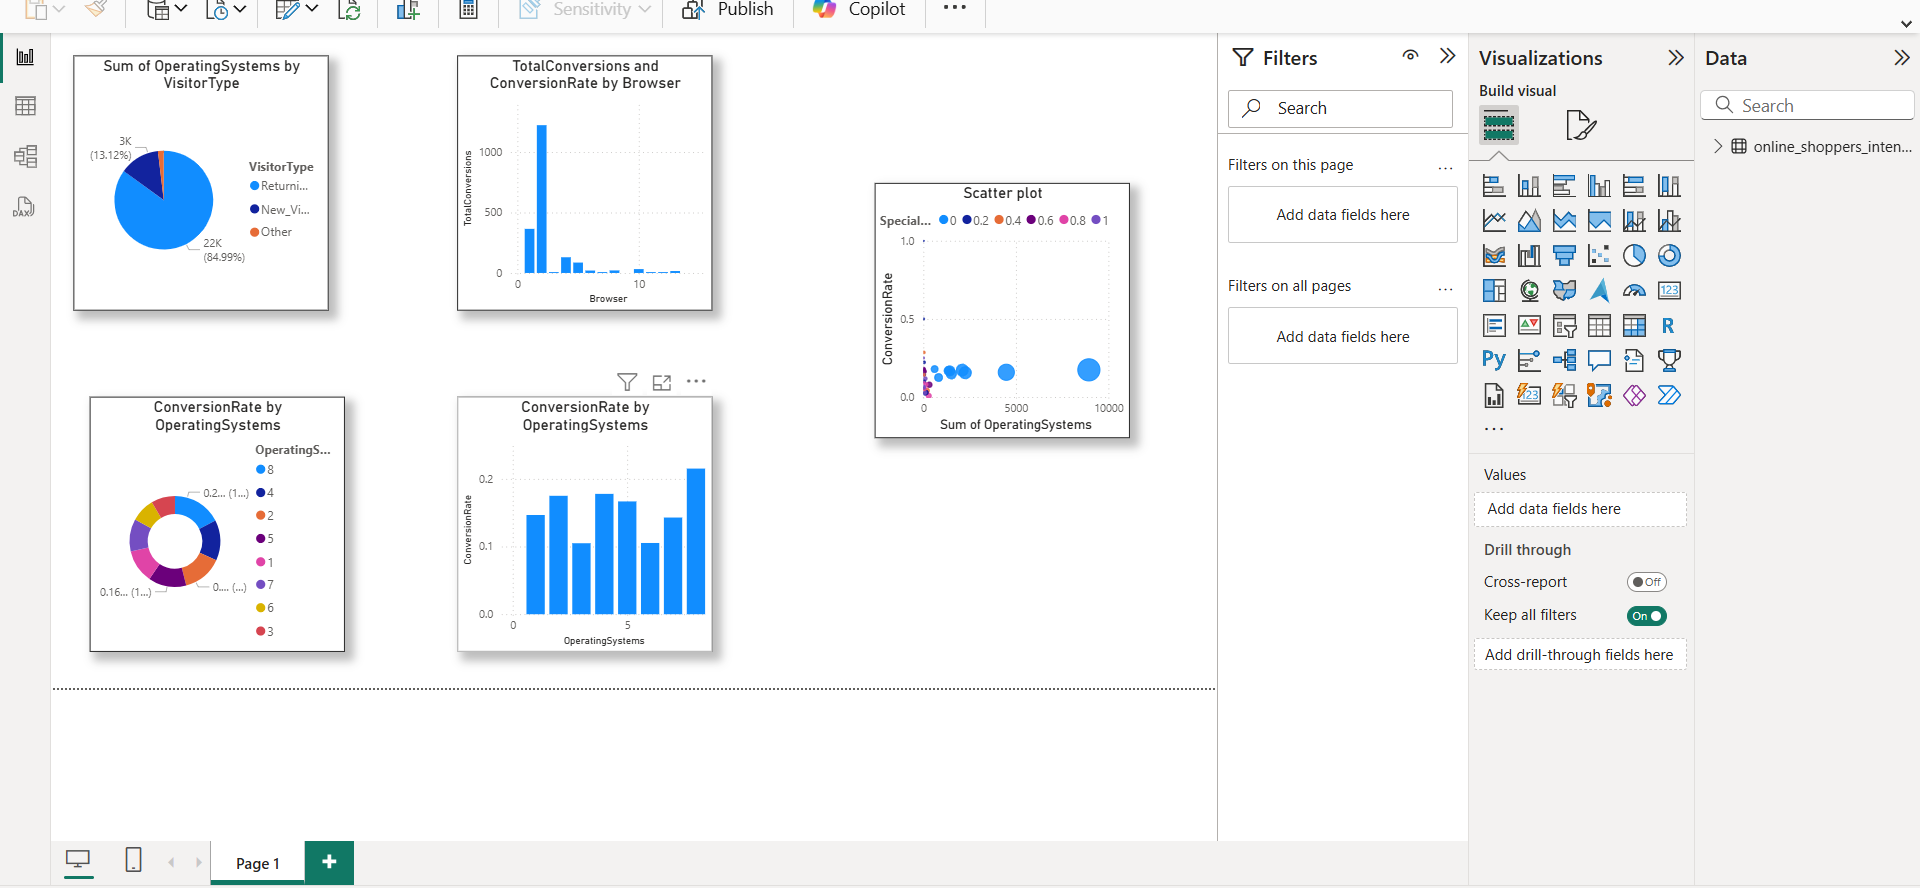 Sensitivity
Publish
Copilot
Sum of OperatingSystems by
VisitorType
3K
(13.12%)
22K
(84.99%)
VisitorType
Returni...
New_Vi...
Other
TotalConversions and
ConversionRate by Browser
TotalConversions
1000
500
0
0
10
Browser
Scatter plot
Special...
0
0.2
0.4
0.6
0.8
1
ConversionRate
1.0
0.5
0.0
0
5000
10000
Sum of OperatingSystems
ConversionRate by
OperatingSystems
OperatingS...
8
4
2
5
1
7
6
3
0.2... (1...)
0.... (...)
0.16... (1...)
ConversionRate by
OperatingSystems
ConversionRate
0.2
0.1
0.0
0
5
OperatingSystems
Page 1
Filters
Search
Filters on this page
Add data fields here
Filters on all pages
Add data fields here
Visualizations
Build visual
123
R
Py
123
Values
Add data fields here
Drill through
Cross-report
Off
Keep all filters
On
Add drill-through fields here
Data
Search
online_shoppers_inten...
DAX